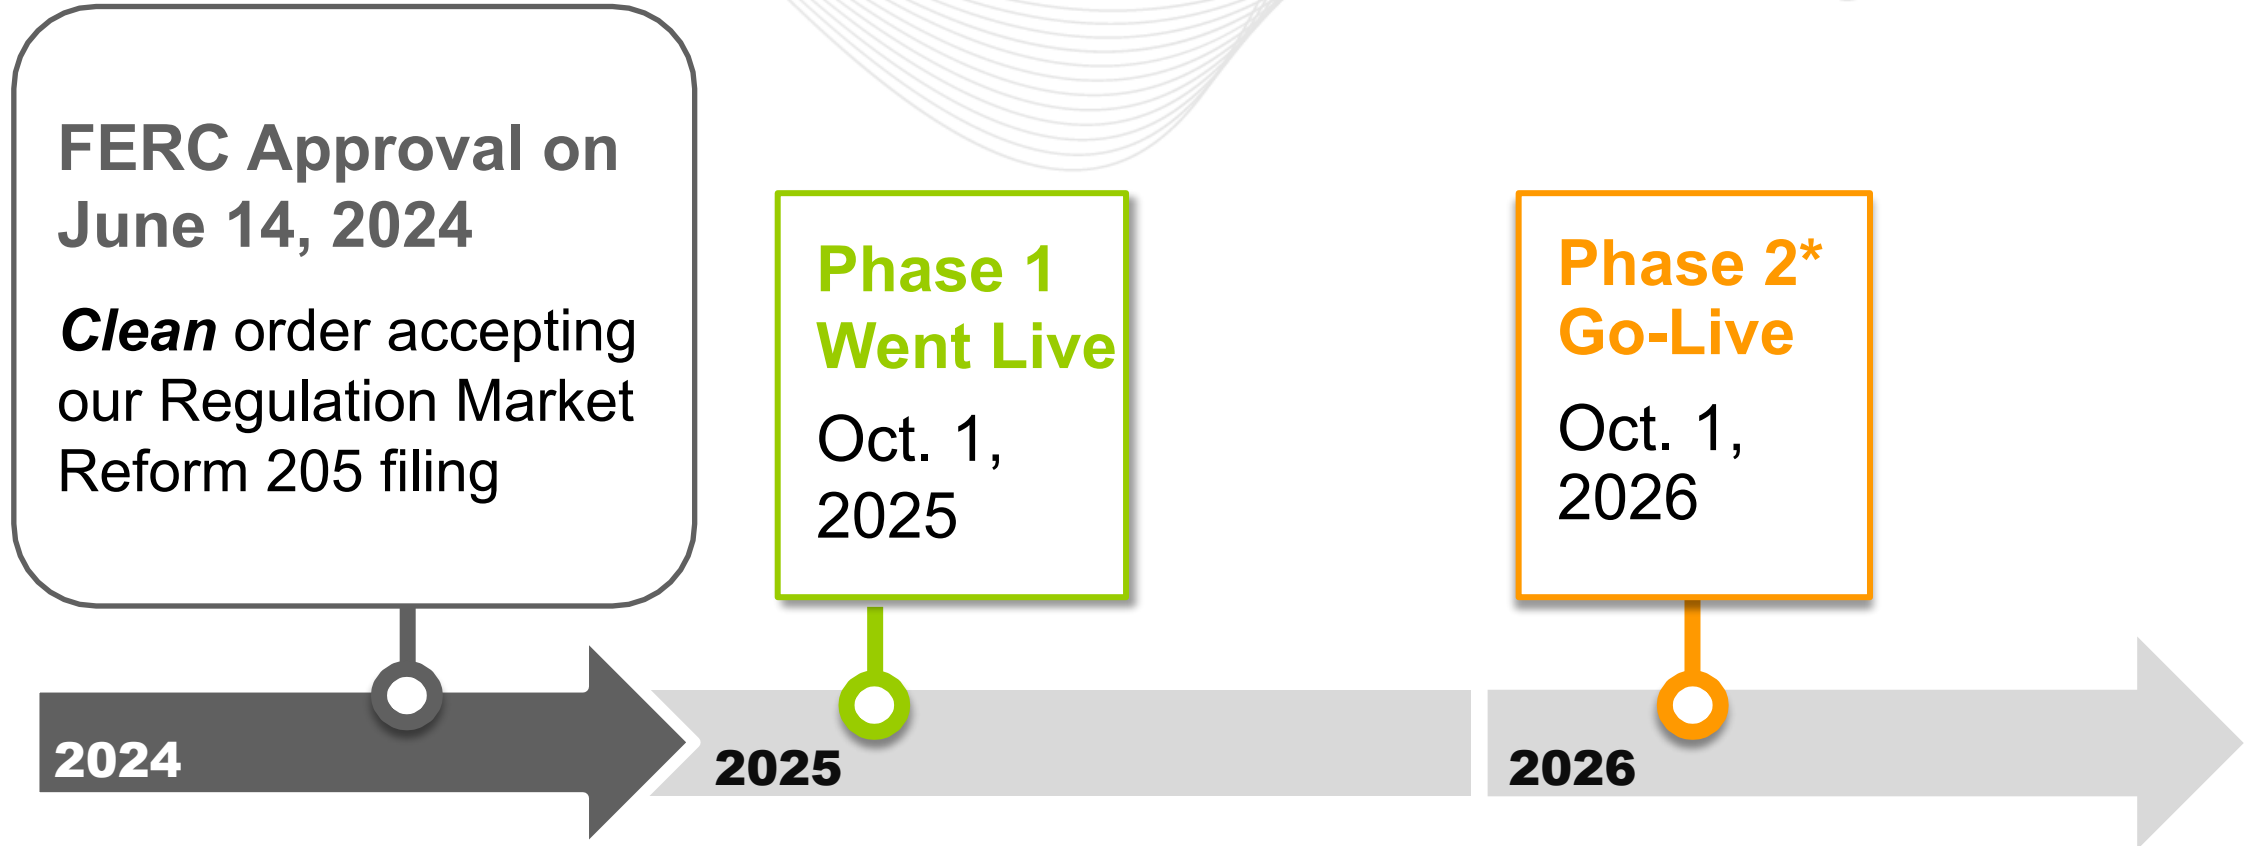 FERC Approval on
June 14, 2024
Clean order accepting
our Regulation Market
Reform 205 filing
Phase 1
Went Live
Oct. 1,
2025
Phase 2*
Go-Live
Oct. 1,
2026
2024
2025
2026